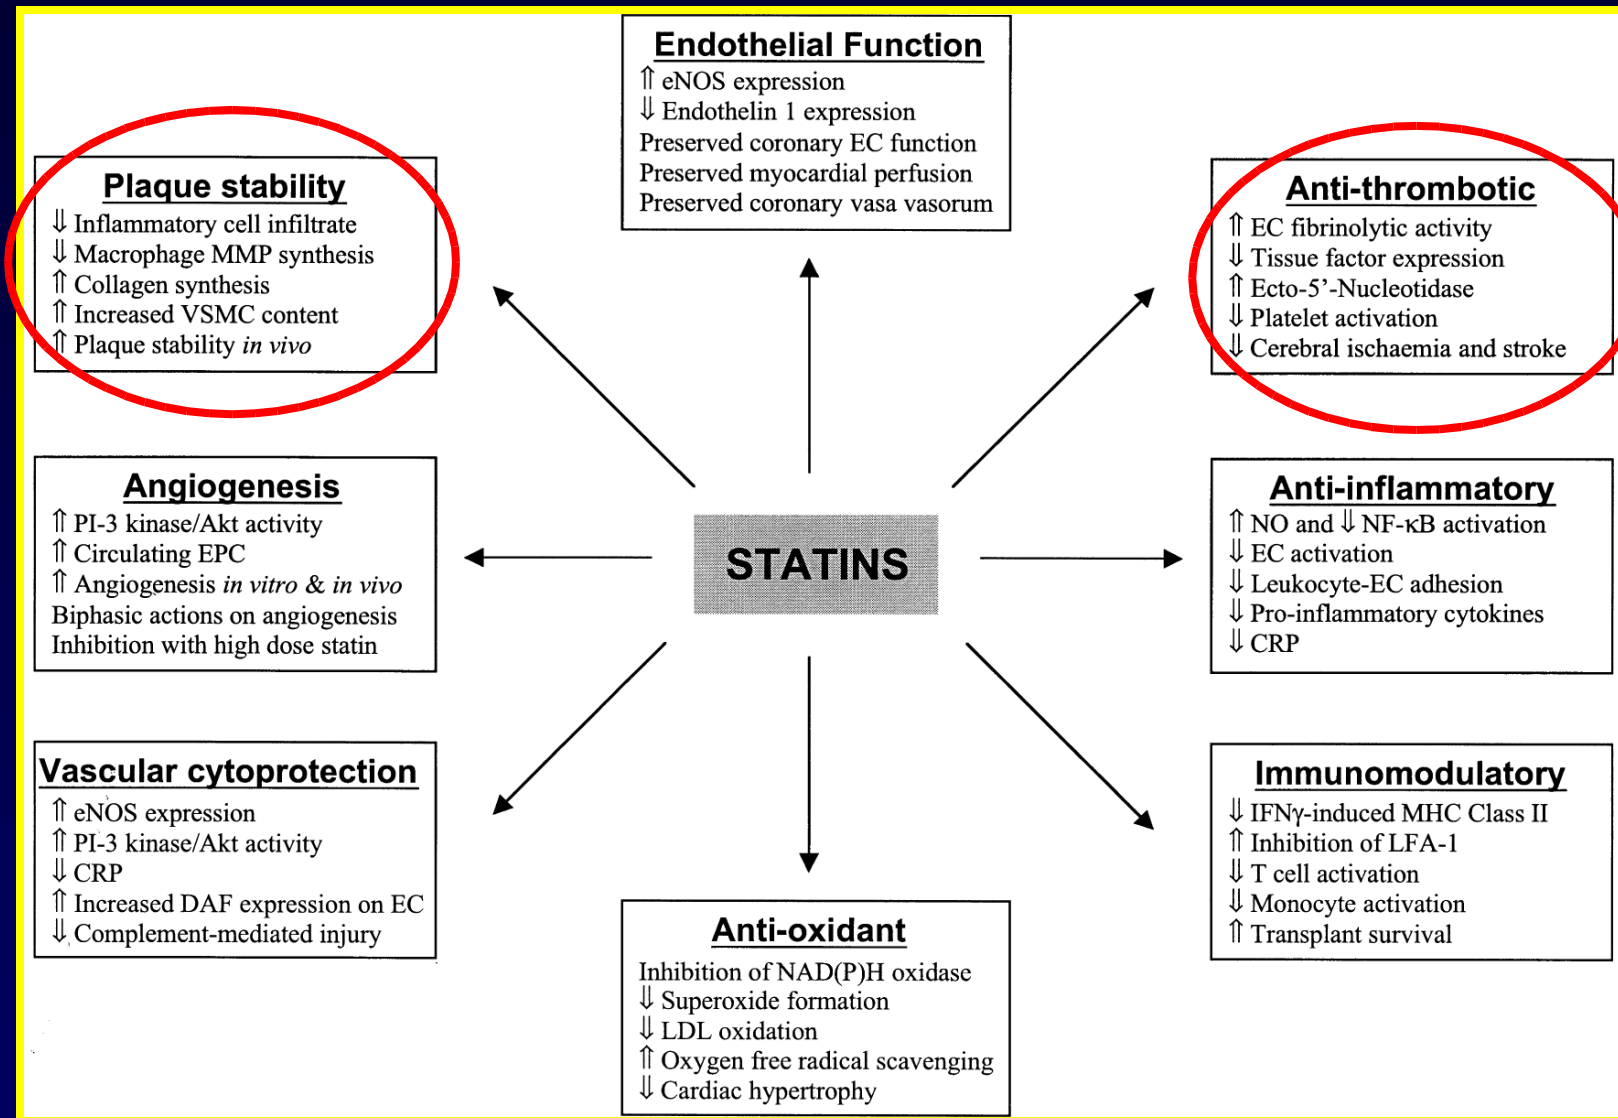 Endothelial Function
⇑ eNOS expression
⇓ Endothelin 1 expression
Preserved coronary EC function
Preserved myocardial perfusion
Preserved coronary vasa vasorum
Plaque stability
⇓ Inflammatory cell infiltrate
⇓ Macrophage MMP synthesis
⇑ Collagen synthesis
⇑ Increased VSMC content
⇑ Plaque stability in vivo
Anti-thrombotic
⇑ EC fibrinolytic activity
⇓ Tissue factor expression
⇑ Ecto-5’-Nucleotidase
⇓ Platelet activation
⇓ Cerebral ischaemia and stroke
Angiogenesis
⇑ PI-3 kinase/Akt activity
⇑ Circulating EPC
⇑ Angiogenesis in vitro & in vivo
Biphasic actions on angiogenesis
Inhibition with high dose statin
STATINS
Anti-inflammatory
⇑ NO and ⇓ NF-κB activation
⇓ EC activation
⇓ Leukocyte-EC adhesion
⇓ Pro-inflammatory cytokines
⇓ CRP
Vascular cytoprotection
⇑ eNOS expression
⇑ PI-3 kinase/Akt activity
⇓ CRP
⇑ Increased DAF expression on EC
⇓ Complement-mediated injury
Anti-oxidant
Inhibition of NAD(P)H oxidase
⇓ Superoxide formation
⇓ LDL oxidation
⇑ Oxygen free radical scavenging
⇓ Cardiac hypertrophy
Immunomodulatory
⇓ IFNγ-induced MHC Class II
⇑ Inhibition of LFA-1
⇓ T cell activation
⇓ Monocyte activation
⇑ Transplant survival